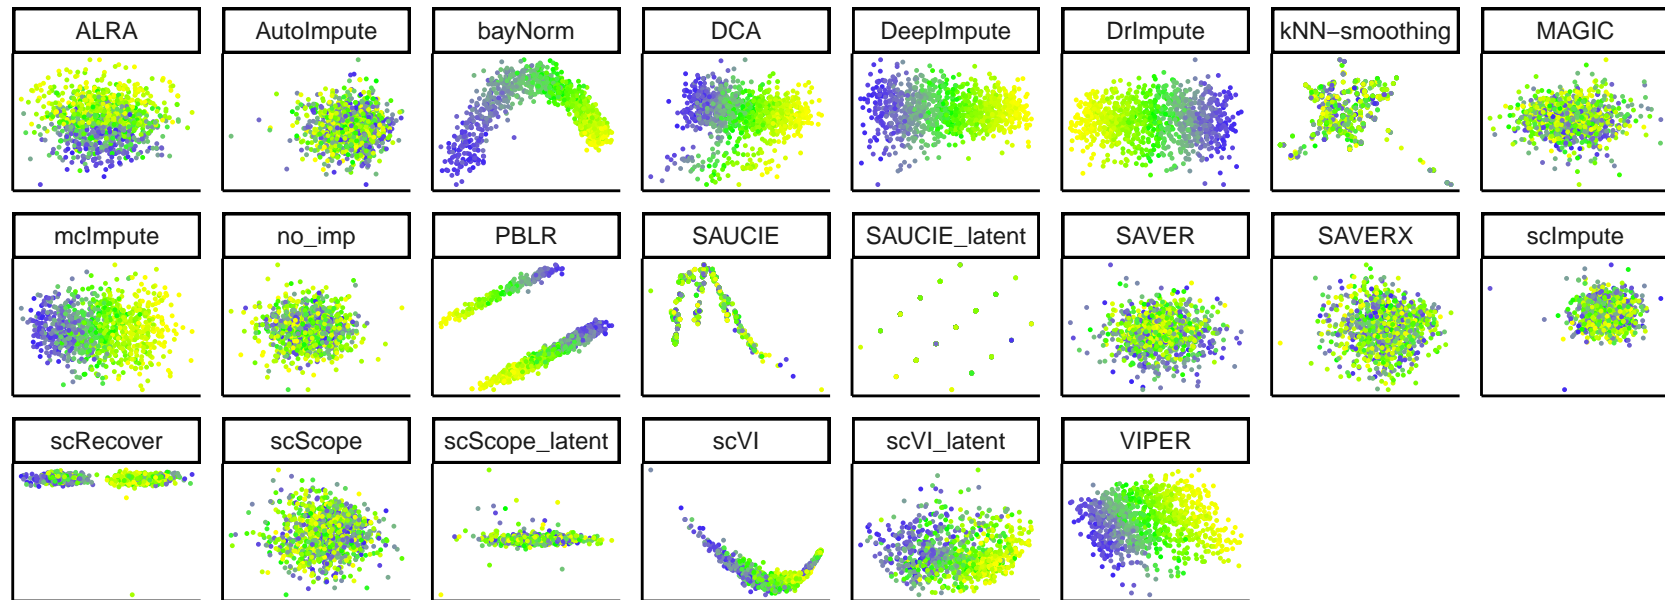 ALRA
AutoImpute
bayNorm
DCA
DeepImpute
DrImpute
kNN−smoothing
MAGIC
mcImpute
no_imp
PBLR
SAUCIE
SAUCIE_latent
SAVER
SAVERX
scImpute
scRecover
scScope
scScope_latent
scVI
scVI_latent
VIPER